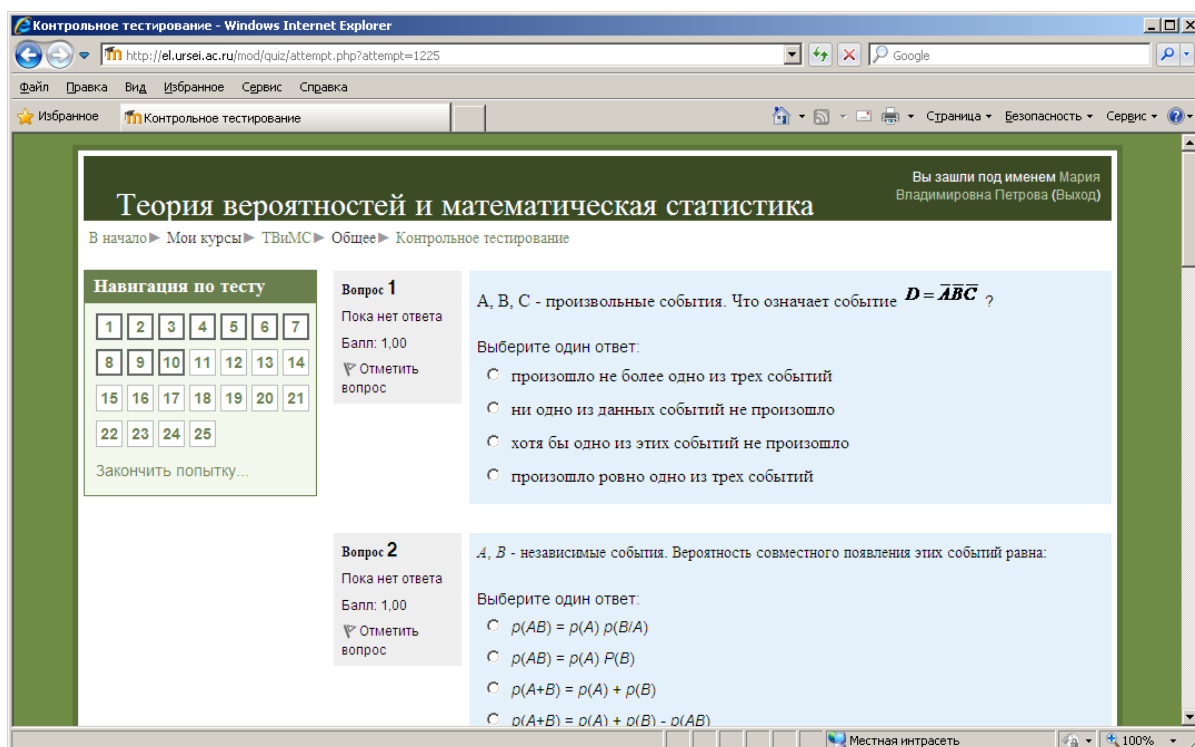 Контрольное тестирование - Windows Internet Explorer
http://el.ursei.ac.ru/mod/quiz/attempt.php?attempt=1225
Google
Файл Правка Вид Избранное Сервис Справка
Избранное Контрольное тестирование Страница Безопасность Сервис
Вы зашли под именем Мария
Владимировна Петрова (Выход)
Теория вероятностей и математическая статистика
В начало► Мои курсы► ТВиМС► Общее► Контрольное тестирование
Навигация по тесту
1 2 3 4 5 6 7
8 9 10 11 12 13 14
15 16 17 18 19 20 21
22 23 24 25
Закончить попытку...
Вопрос 1
Пока нет ответа
Балл: 1,00
Отметить
вопрос
A, B, C - произвольные события. Что означает событие D = A̅B̅C̅ ?
Выберите один ответ:
произошло не более одно из трех событий
ни одно из данных событий не произошло
хотя бы одно из этих событий не произошло
произошло ровно одно из трех событий
Вопрос 2
Пока нет ответа
Балл: 1,00
Отметить
вопрос
A, B - независимые события. Вероятность совместного появления этих событий равна:
Выберите один ответ:
p(AB) = p(A) p(B/A)
p(AB) = p(A) P(B)
p(A+B) = p(A) + p(B)
p(A+B) = p(A) + p(B) - p(AB)
Местная интрасеть 100%